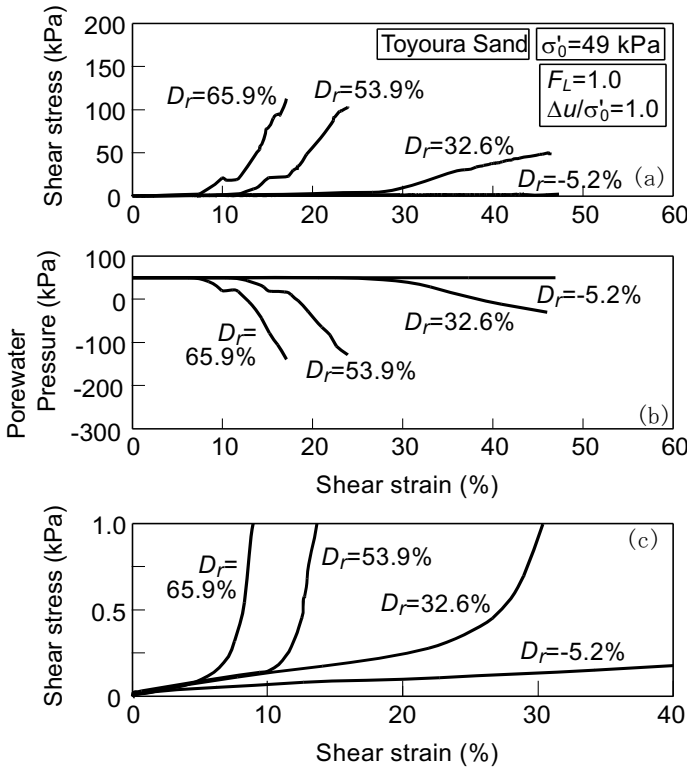 200
150
100
50
0
Shear stress (kPa)
Toyoura Sand
σ'0=49 kPa
FL=1.0
Δu/σ'0=1.0
Dr=65.9%
Dr=53.9%
Dr=32.6%
Dr=-5.2%
(a)
0 10 20 30 40 50 60
100
0
-100
-200
-300
Porewater
Pressure (kPa)
Dr=-5.2%
Dr=32.6%
Dr=
65.9%
Dr=53.9%
(b)
0 10 20 30 40 50 60
Shear strain (%)
1.0
0.5
0
Shear stress (kPa)
Dr=
65.9%
Dr=53.9%
Dr=32.6%
Dr=-5.2%
(c)
0 10 20 30 40
Shear strain (%)